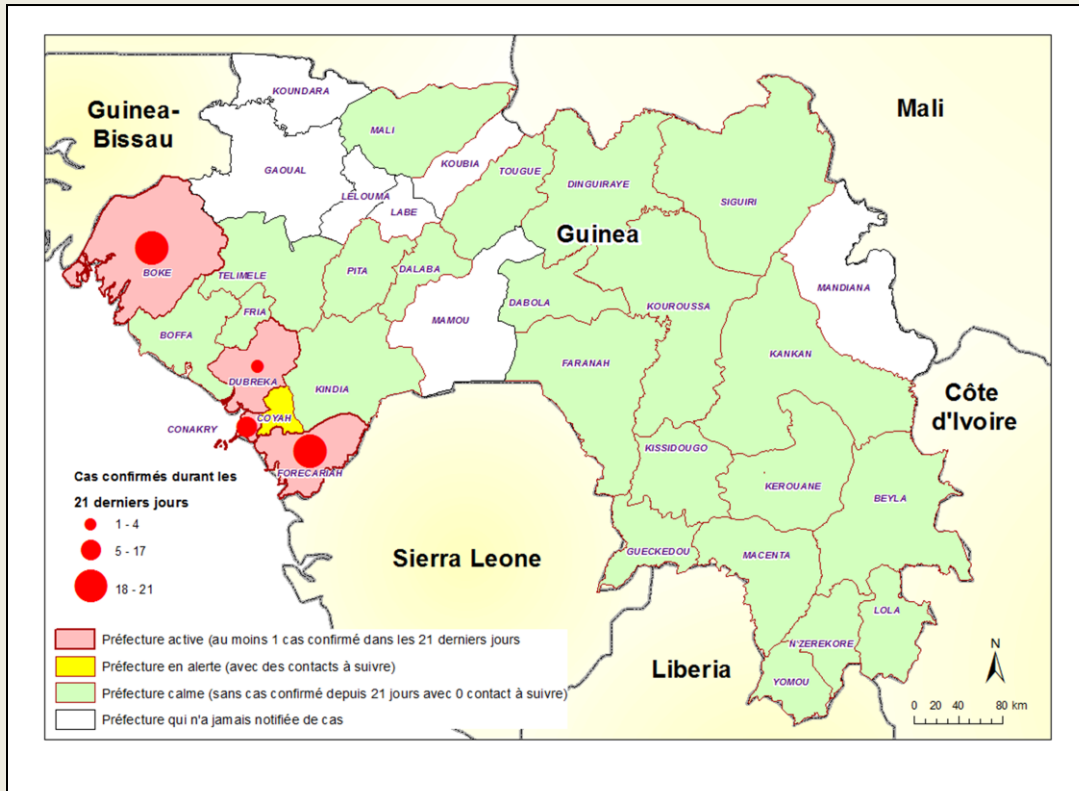 KOUNDARA
Guinea-
Bissau
Mali
MALI
GAOUAL
KOUBIA
TOUGUE
DINGUIRAYE
LELOUMA
SIGUIRI
LABE
Guinea
BOKE
TELIMELE
PITA
DALABA
MANDIANA
DABOLA
KOUROUSSA
FRIA
MAMOU
BOFFA
KANKAN
FARANAH
DUBREKA
KINDIA
Côte
d'Ivoire
COYAH
CONAKRY
KISSIDOUGO
FORECARIAH
KEROUANE
BEYLA
Cas confirmés durant les
21 derniers jours
1 - 4
5 - 17
18 - 21
Sierra Leone
GUECKEDOU
MACENTA
LOLA
N'ZEREKORE
Liberia
YOMOU
N
0 20 40 80 km
Préfecture active (au moins 1 cas confirmé dans les 21 derniers jours
Préfecture en alerte (avec des contacts à suivre)
Préfecture calme (sans cas confirmé depuis 21 jours avec 0 contact à suivre)
Préfecture qui n'a jamais notifiée de cas